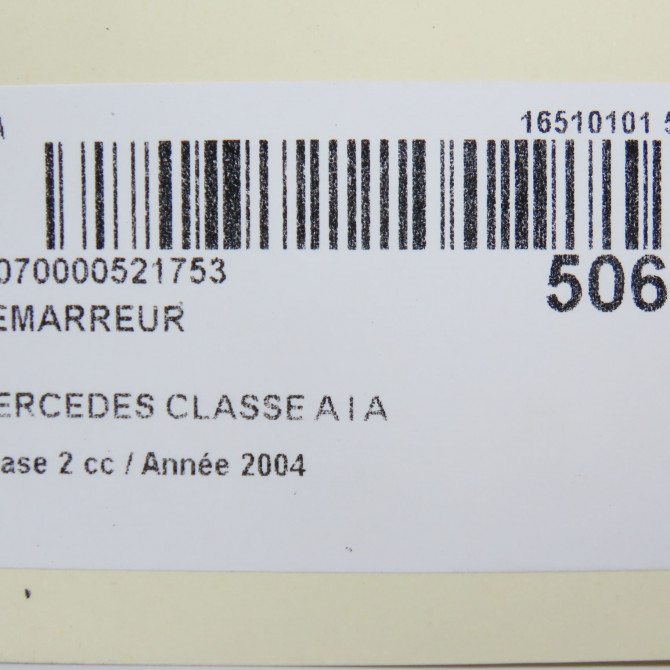 A
16510101 5
070000521753
506
EMARREUR
ERCEDES CLASSE A I A
ase 2 cc / Année 2004